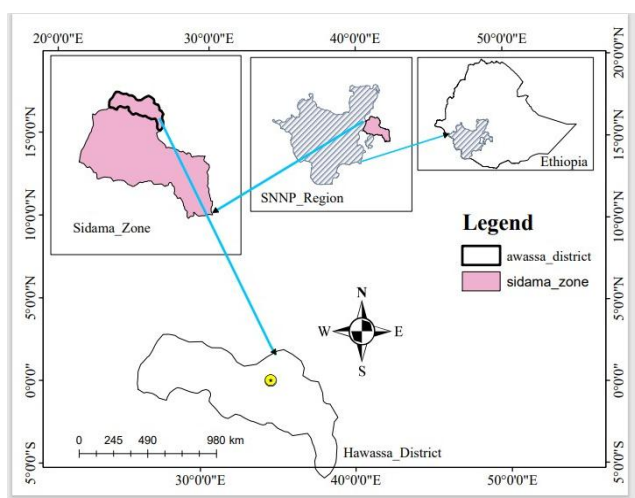 20°0'0"E 30°0'0"E 40°0'0"E 50°0'0"E
20°0'0"N
15°0'0"N
15°0'0"N
Ethiopia
SNNP_Region
Sidama_Zone
10°0'0"N
10°0'0"N
Legend
awassa_district
sidama_zone
5°0'0"N
5°0'0"N
N
W E
S
0°0'0"
0°0'0"
0 245 490 980 km
Hawassa_District
5°0'0"S
5°0'0"S
30°0'0"E 40°0'0"E 50°0'0"E